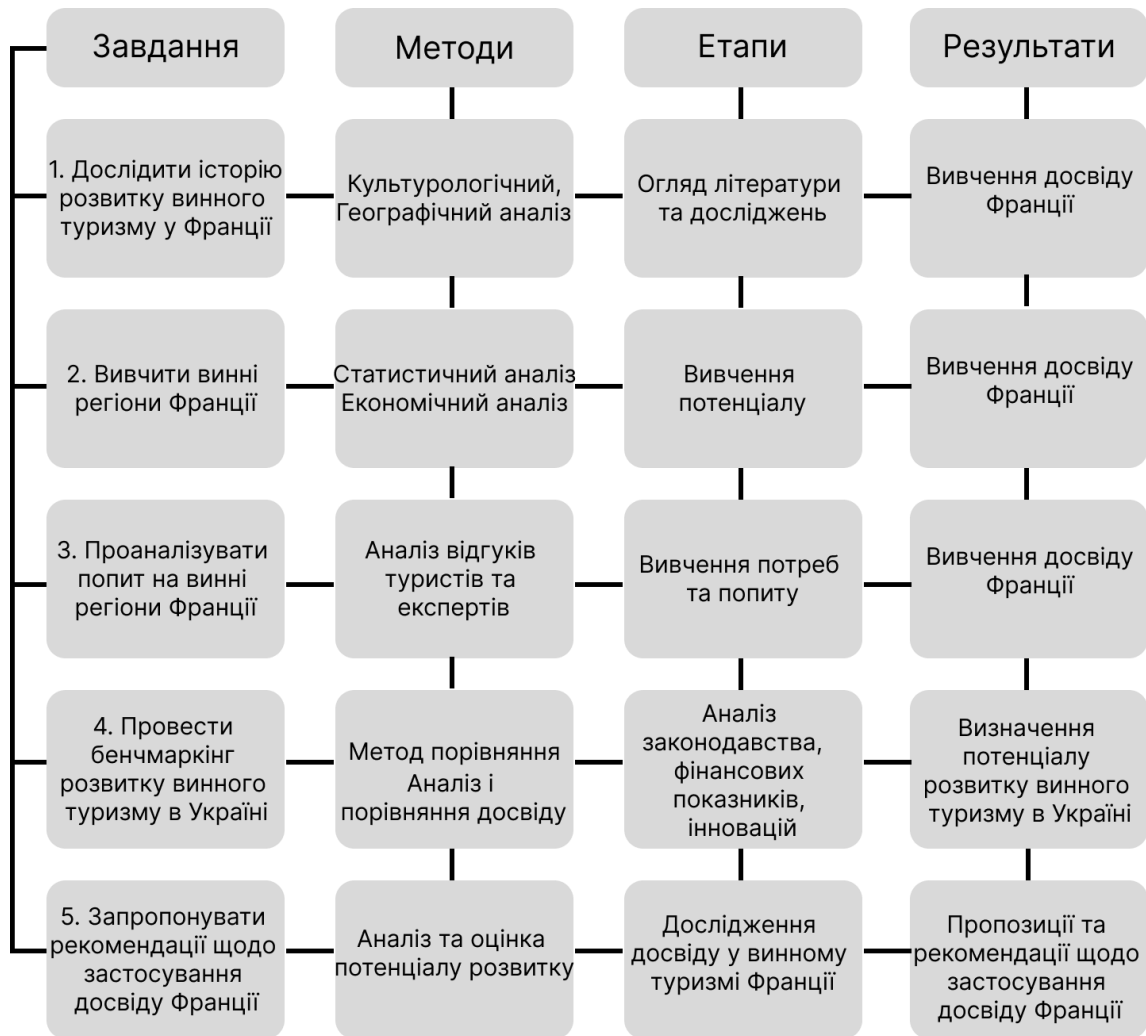 Завдання
Методи
Етапи
Результати
1. Дослідити історію
розвитку винного
туризму у Франції
Культурологічний,
Географічний аналіз
Огляд літератури
та досліджень
Вивчення досвіду
Франції
2. Вивчити винні
регіони Франції
Статистичний аналіз
Економічний аналіз
Вивчення
потенціалу
Вивчення досвіду
Франції
3. Проаналізувати
попит на винні
регіони Франції
Аналіз відгуків
туристів та
експертів
Вивчення потреб
та попиту
Вивчення досвіду
Франції
4. Провести
бенчмаркінг
розвитку винного
туризму в Україні
Метод порівняння
Аналіз і
порівняння досвіду
Аналіз
законодавства,
фінансових
показників,
інновацій
Визначення
потенціалу
розвитку винного
туризму в Україні
5. Запропонувати
рекомендації щодо
застосування
досвіду Франції
Аналіз та оцінка
потенціалу розвитку
Дослідження
досвіду у винному
туризмі Франції
Пропозиції та
рекомендації щодо
застосування
досвіду Франції